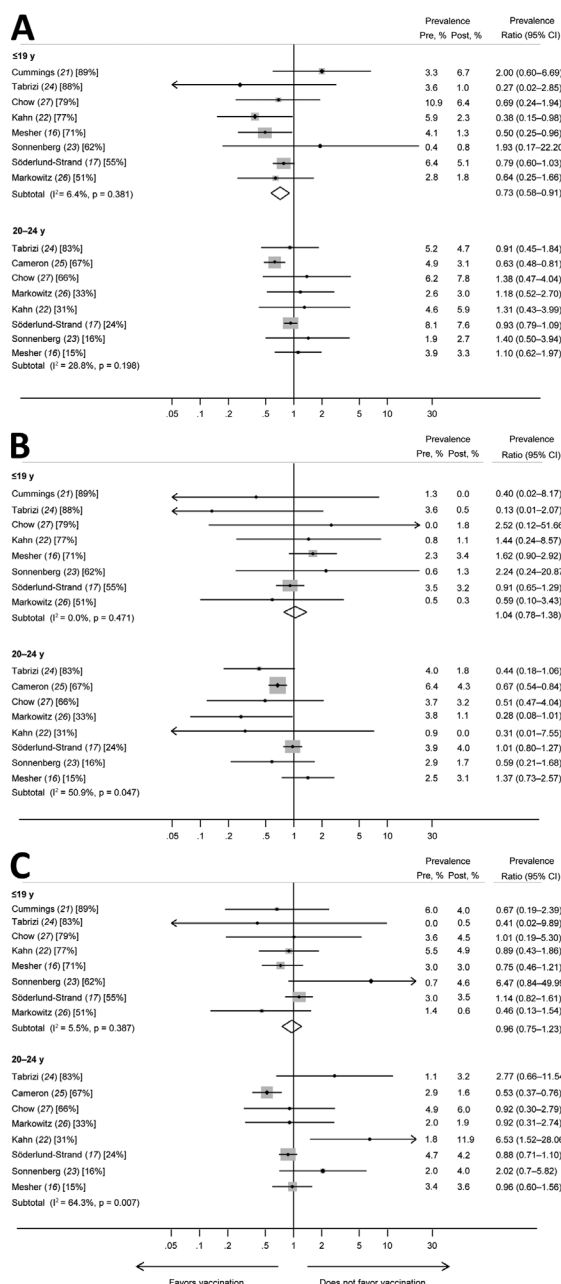 A
Prevalence Prevalence
Pre, % Post, % Ratio (95% CI)
≤19 y
Cummings (21) [89%] 3.3 6.7 2.00 (0.60–6.69)
Tabrizi (24) [88%] 3.6 1.0 0.27 (0.02–2.85)
Chow (27) [79%] 10.9 6.4 0.69 (0.24–1.94)
Kahn (22) [77%] 5.9 2.3 0.38 (0.15–0.98)
Mesher (16) [71%] 4.1 1.3 0.50 (0.25–0.96)
Sonnenberg (23) [62%] 0.4 0.8 1.93 (0.17–22.20
Söderlund-Strand (17) [55%] 6.4 5.1 0.79 (0.60–1.03)
Markowitz (26) [51%] 2.8 1.8 0.64 (0.25–1.66)
Subtotal (I² = 6.4%, p = 0.381) 0.73 (0.58–0.91)
20–24 y
Tabrizi (24) [83%] 5.2 4.7 0.91 (0.45–1.84)
Cameron (25) [67%] 4.9 3.1 0.63 (0.48–0.81)
Chow (27) [66%] 6.2 7.8 1.38 (0.47–4.04)
Markowitz (26) [33%] 2.6 3.0 1.18 (0.52–2.70)
Kahn (22) [31%] 4.6 5.9 1.31 (0.43–3.99)
Söderlund-Strand (17) [24%] 8.1 7.6 0.93 (0.79–1.09)
Sonnenberg (23) [16%] 1.9 2.7 1.40 (0.50–3.94)
Mesher (16) [15%] 3.9 3.3 1.10 (0.62–1.97)
Subtotal (I² = 28.8%, p = 0.198)
.05 .1 .2 .5 1 2 5 10 30
B
Prevalence Prevalence
Pre, % Post, % Ratio (95% CI)
≤19 y
Cummings (21) [89%] 1.3 0.0 0.40 (0.02–8.17)
Tabrizi (24) [88%] 3.6 0.5 0.13 (0.01–2.07)
Chow (27) [79%] 0.0 1.8 2.52 (0.12–51.66
Kahn (22) [77%] 0.8 1.1 1.44 (0.24–8.57)
Mesher (16) [71%] 2.3 3.4 1.62 (0.90–2.92)
Sonnenberg (23) [62%] 0.6 1.3 2.24 (0.24–20.87
Söderlund-Strand (17) [55%] 3.5 3.2 0.91 (0.65–1.29)
Markowitz (26) [51%] 0.5 0.3 0.59 (0.10–3.43)
Subtotal (I² = 0.0%, p = 0.471) 1.04 (0.78–1.38)
20–24 y
Tabrizi (24) [83%] 4.0 1.8 0.44 (0.18–1.06)
Cameron (25) [67%] 6.4 4.3 0.67 (0.54–0.84)
Chow (27) [66%] 3.7 3.2 0.51 (0.47–4.04)
Markowitz (26) [33%] 3.8 1.1 0.28 (0.08–1.01)
Kahn (22) [31%] 0.9 0.0 0.31 (0.01–7.55)
Söderlund-Strand (17) [24%] 3.9 4.0 1.01 (0.80–1.27)
Sonnenberg (23) [16%] 2.9 1.7 0.59 (0.21–1.68)
Mesher (16) [15%] 2.5 3.1 1.37 (0.73–2.57)
Subtotal (I² = 50.9%, p = 0.047)
.05 .1 .2 .5 1 2 5 10 30
C
Prevalence Prevalence
Pre, % Post, % Ratio (95% CI)
≤19 y
Cummings (21) [89%] 6.0 4.0 0.67 (0.19–2.39)
Tabrizi (24) [83%] 0.0 0.5 0.41 (0.02–9.89)
Chow (27) [79%] 3.6 4.5 1.01 (0.19–5.30)
Kahn (22) [77%] 5.5 4.9 0.89 (0.43–1.86)
Mesher (16) [71%] 3.0 3.0 0.75 (0.46–1.21)
Sonnenberg (23) [62%] 0.7 4.6 6.47 (0.84–49.99
Söderlund-Strand (17) [55%] 3.0 3.5 1.14 (0.82–1.61)
Markowitz (26) [51%] 1.4 0.6 0.46 (0.13–1.54)
Subtotal (I² = 5.5%, p = 0.387) 0.96 (0.75–1.23)
20–24 y
Tabrizi (24) [83%] 1.1 3.2 2.77 (0.66–11.54
Cameron (25) [67%] 2.9 1.6 0.53 (0.37–0.76)
Chow (27) [66%] 4.9 6.0 0.92 (0.30–2.79)
Markowitz (26) [33%] 2.0 1.9 0.92 (0.31–2.74)
Kahn (22) [31%] 1.8 11.9 6.53 (1.52–28.06
Söderlund-Strand (17) [24%] 4.7 4.2 0.88 (0.71–1.10)
Sonnenberg (23) [16%] 2.0 4.0 2.02 (0.7–5.82)
Mesher (16) [15%] 3.4 3.6 0.96 (0.60–1.56)
Subtotal (I² = 64.3%, p = 0.007)
.05 .1 .2 .5 1 2 5 10 30
Favors vaccination Does not favor vaccination